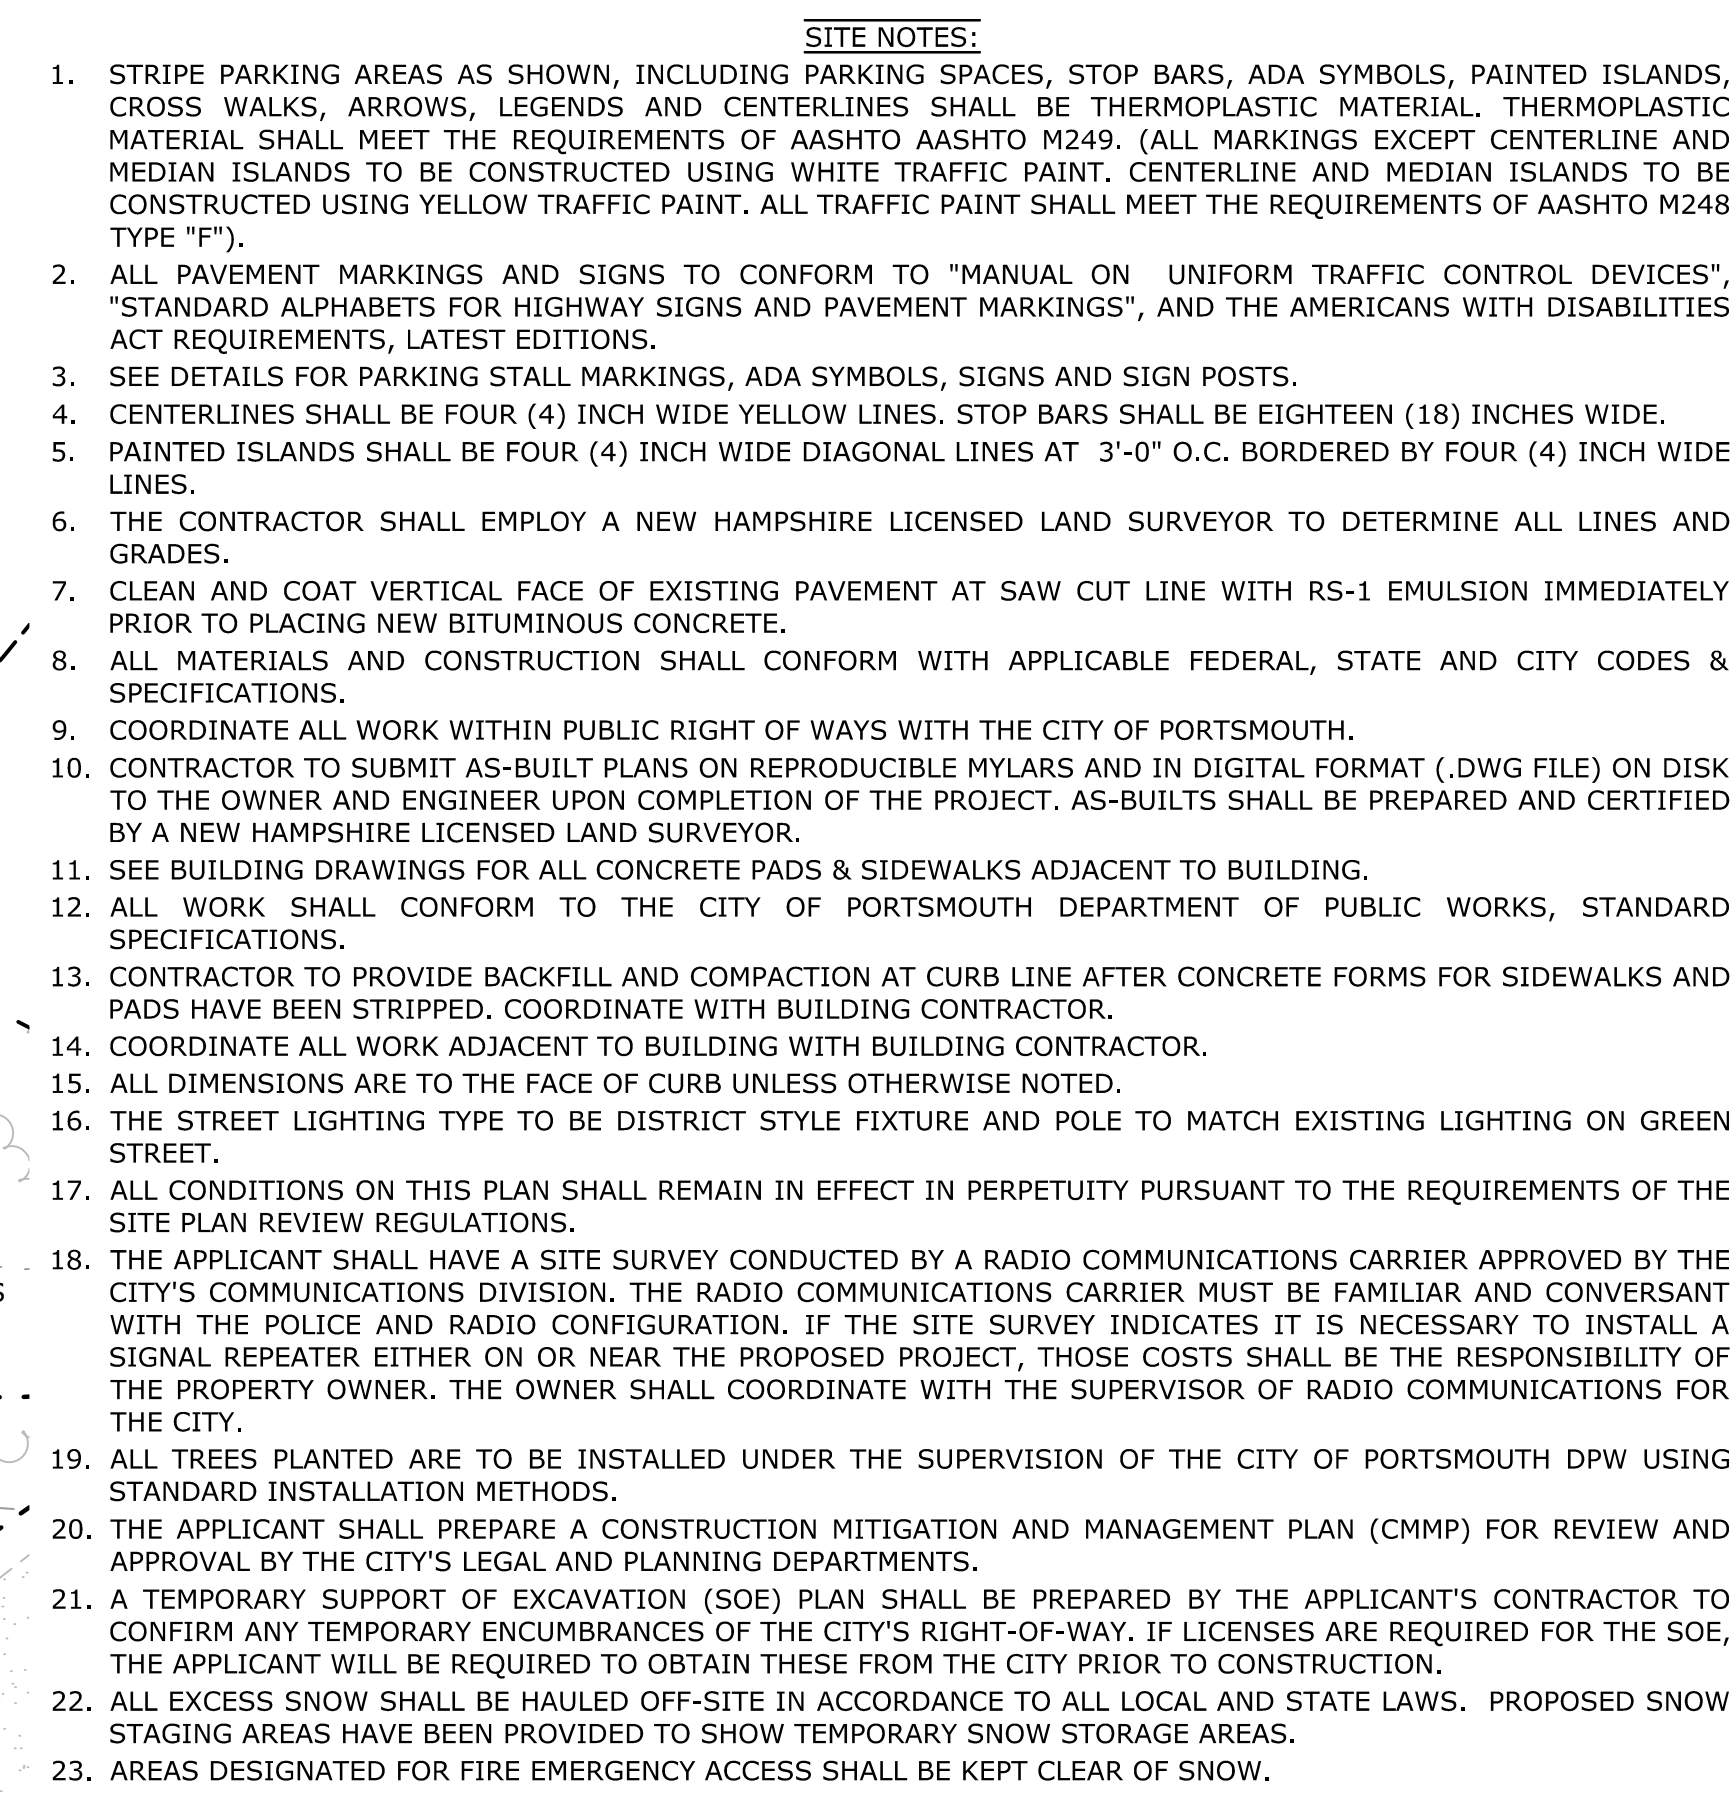 SITE NOTES:
1. STRIPE PARKING AREAS AS SHOWN, INCLUDING PARKING SPACES, STOP BARS, ADA SYMBOLS, PAINTED ISLANDS,
CROSS WALKS, ARROWS, LEGENDS AND CENTERLINES SHALL BE THERMOPLASTIC MATERIAL. THERMOPLASTIC
MATERIAL SHALL MEET THE REQUIREMENTS OF AASHTO AASHTO M249. (ALL MARKINGS EXCEPT CENTERLINE AND
MEDIAN ISLANDS TO BE CONSTRUCTED USING WHITE TRAFFIC PAINT. CENTERLINE AND MEDIAN ISLANDS TO BE
CONSTRUCTED USING YELLOW TRAFFIC PAINT. ALL TRAFFIC PAINT SHALL MEET THE REQUIREMENTS OF AASHTO M248
TYPE "F").
2. ALL PAVEMENT MARKINGS AND SIGNS TO CONFORM TO "MANUAL ON UNIFORM TRAFFIC CONTROL DEVICES",
"STANDARD ALPHABETS FOR HIGHWAY SIGNS AND PAVEMENT MARKINGS", AND THE AMERICANS WITH DISABILITIES
ACT REQUIREMENTS, LATEST EDITIONS.
3. SEE DETAILS FOR PARKING STALL MARKINGS, ADA SYMBOLS, SIGNS AND SIGN POSTS.
4. CENTERLINES SHALL BE FOUR (4) INCH WIDE YELLOW LINES. STOP BARS SHALL BE EIGHTEEN (18) INCHES WIDE.
5. PAINTED ISLANDS SHALL BE FOUR (4) INCH WIDE DIAGONAL LINES AT 3'-0" O.C. BORDERED BY FOUR (4) INCH WIDE
LINES.
6. THE CONTRACTOR SHALL EMPLOY A NEW HAMPSHIRE LICENSED LAND SURVEYOR TO DETERMINE ALL LINES AND
GRADES.
7. CLEAN AND COAT VERTICAL FACE OF EXISTING PAVEMENT AT SAW CUT LINE WITH RS-1 EMULSION IMMEDIATELY
PRIOR TO PLACING NEW BITUMINOUS CONCRETE.
8. ALL MATERIALS AND CONSTRUCTION SHALL CONFORM WITH APPLICABLE FEDERAL, STATE AND CITY CODES &
SPECIFICATIONS.
9. COORDINATE ALL WORK WITHIN PUBLIC RIGHT OF WAYS WITH THE CITY OF PORTSMOUTH.
10. CONTRACTOR TO SUBMIT AS-BUILT PLANS ON REPRODUCIBLE MYLARS AND IN DIGITAL FORMAT (.DWG FILE) ON DISK
TO THE OWNER AND ENGINEER UPON COMPLETION OF THE PROJECT. AS-BUILTS SHALL BE PREPARED AND CERTIFIED
BY A NEW HAMPSHIRE LICENSED LAND SURVEYOR.
11. SEE BUILDING DRAWINGS FOR ALL CONCRETE PADS & SIDEWALKS ADJACENT TO BUILDING.
12. ALL WORK SHALL CONFORM TO THE CITY OF PORTSMOUTH DEPARTMENT OF PUBLIC WORKS, STANDARD
SPECIFICATIONS.
13. CONTRACTOR TO PROVIDE BACKFILL AND COMPACTION AT CURB LINE AFTER CONCRETE FORMS FOR SIDEWALKS AND
PADS HAVE BEEN STRIPPED. COORDINATE WITH BUILDING CONTRACTOR.
14. COORDINATE ALL WORK ADJACENT TO BUILDING WITH BUILDING CONTRACTOR.
15. ALL DIMENSIONS ARE TO THE FACE OF CURB UNLESS OTHERWISE NOTED.
16. THE STREET LIGHTING TYPE TO BE DISTRICT STYLE FIXTURE AND POLE TO MATCH EXISTING LIGHTING ON GREEN
STREET.
17. ALL CONDITIONS ON THIS PLAN SHALL REMAIN IN EFFECT IN PERPETUITY PURSUANT TO THE REQUIREMENTS OF THE
SITE PLAN REVIEW REGULATIONS.
18. THE APPLICANT SHALL HAVE A SITE SURVEY CONDUCTED BY A RADIO COMMUNICATIONS CARRIER APPROVED BY THE
CITY'S COMMUNICATIONS DIVISION. THE RADIO COMMUNICATIONS CARRIER MUST BE FAMILIAR AND CONVERSANT
WITH THE POLICE AND RADIO CONFIGURATION. IF THE SITE SURVEY INDICATES IT IS NECESSARY TO INSTALL A
SIGNAL REPEATER EITHER ON OR NEAR THE PROPOSED PROJECT, THOSE COSTS SHALL BE THE RESPONSIBILITY OF
THE PROPERTY OWNER. THE OWNER SHALL COORDINATE WITH THE SUPERVISOR OF RADIO COMMUNICATIONS FOR
THE CITY.
19. ALL TREES PLANTED ARE TO BE INSTALLED UNDER THE SUPERVISION OF THE CITY OF PORTSMOUTH DPW USING
STANDARD INSTALLATION METHODS.
20. THE APPLICANT SHALL PREPARE A CONSTRUCTION MITIGATION AND MANAGEMENT PLAN (CMMP) FOR REVIEW AND
APPROVAL BY THE CITY'S LEGAL AND PLANNING DEPARTMENTS.
21. A TEMPORARY SUPPORT OF EXCAVATION (SOE) PLAN SHALL BE PREPARED BY THE APPLICANT'S CONTRACTOR TO
CONFIRM ANY TEMPORARY ENCUMBRANCES OF THE CITY'S RIGHT-OF-WAY. IF LICENSES ARE REQUIRED FOR THE SOE,
THE APPLICANT WILL BE REQUIRED TO OBTAIN THESE FROM THE CITY PRIOR TO CONSTRUCTION.
22. ALL EXCESS SNOW SHALL BE HAULED OFF-SITE IN ACCORDANCE TO ALL LOCAL AND STATE LAWS. PROPOSED SNOW
STAGING AREAS HAVE BEEN PROVIDED TO SHOW TEMPORARY SNOW STORAGE AREAS.
23. AREAS DESIGNATED FOR FIRE EMERGENCY ACCESS SHALL BE KEPT CLEAR OF SNOW.